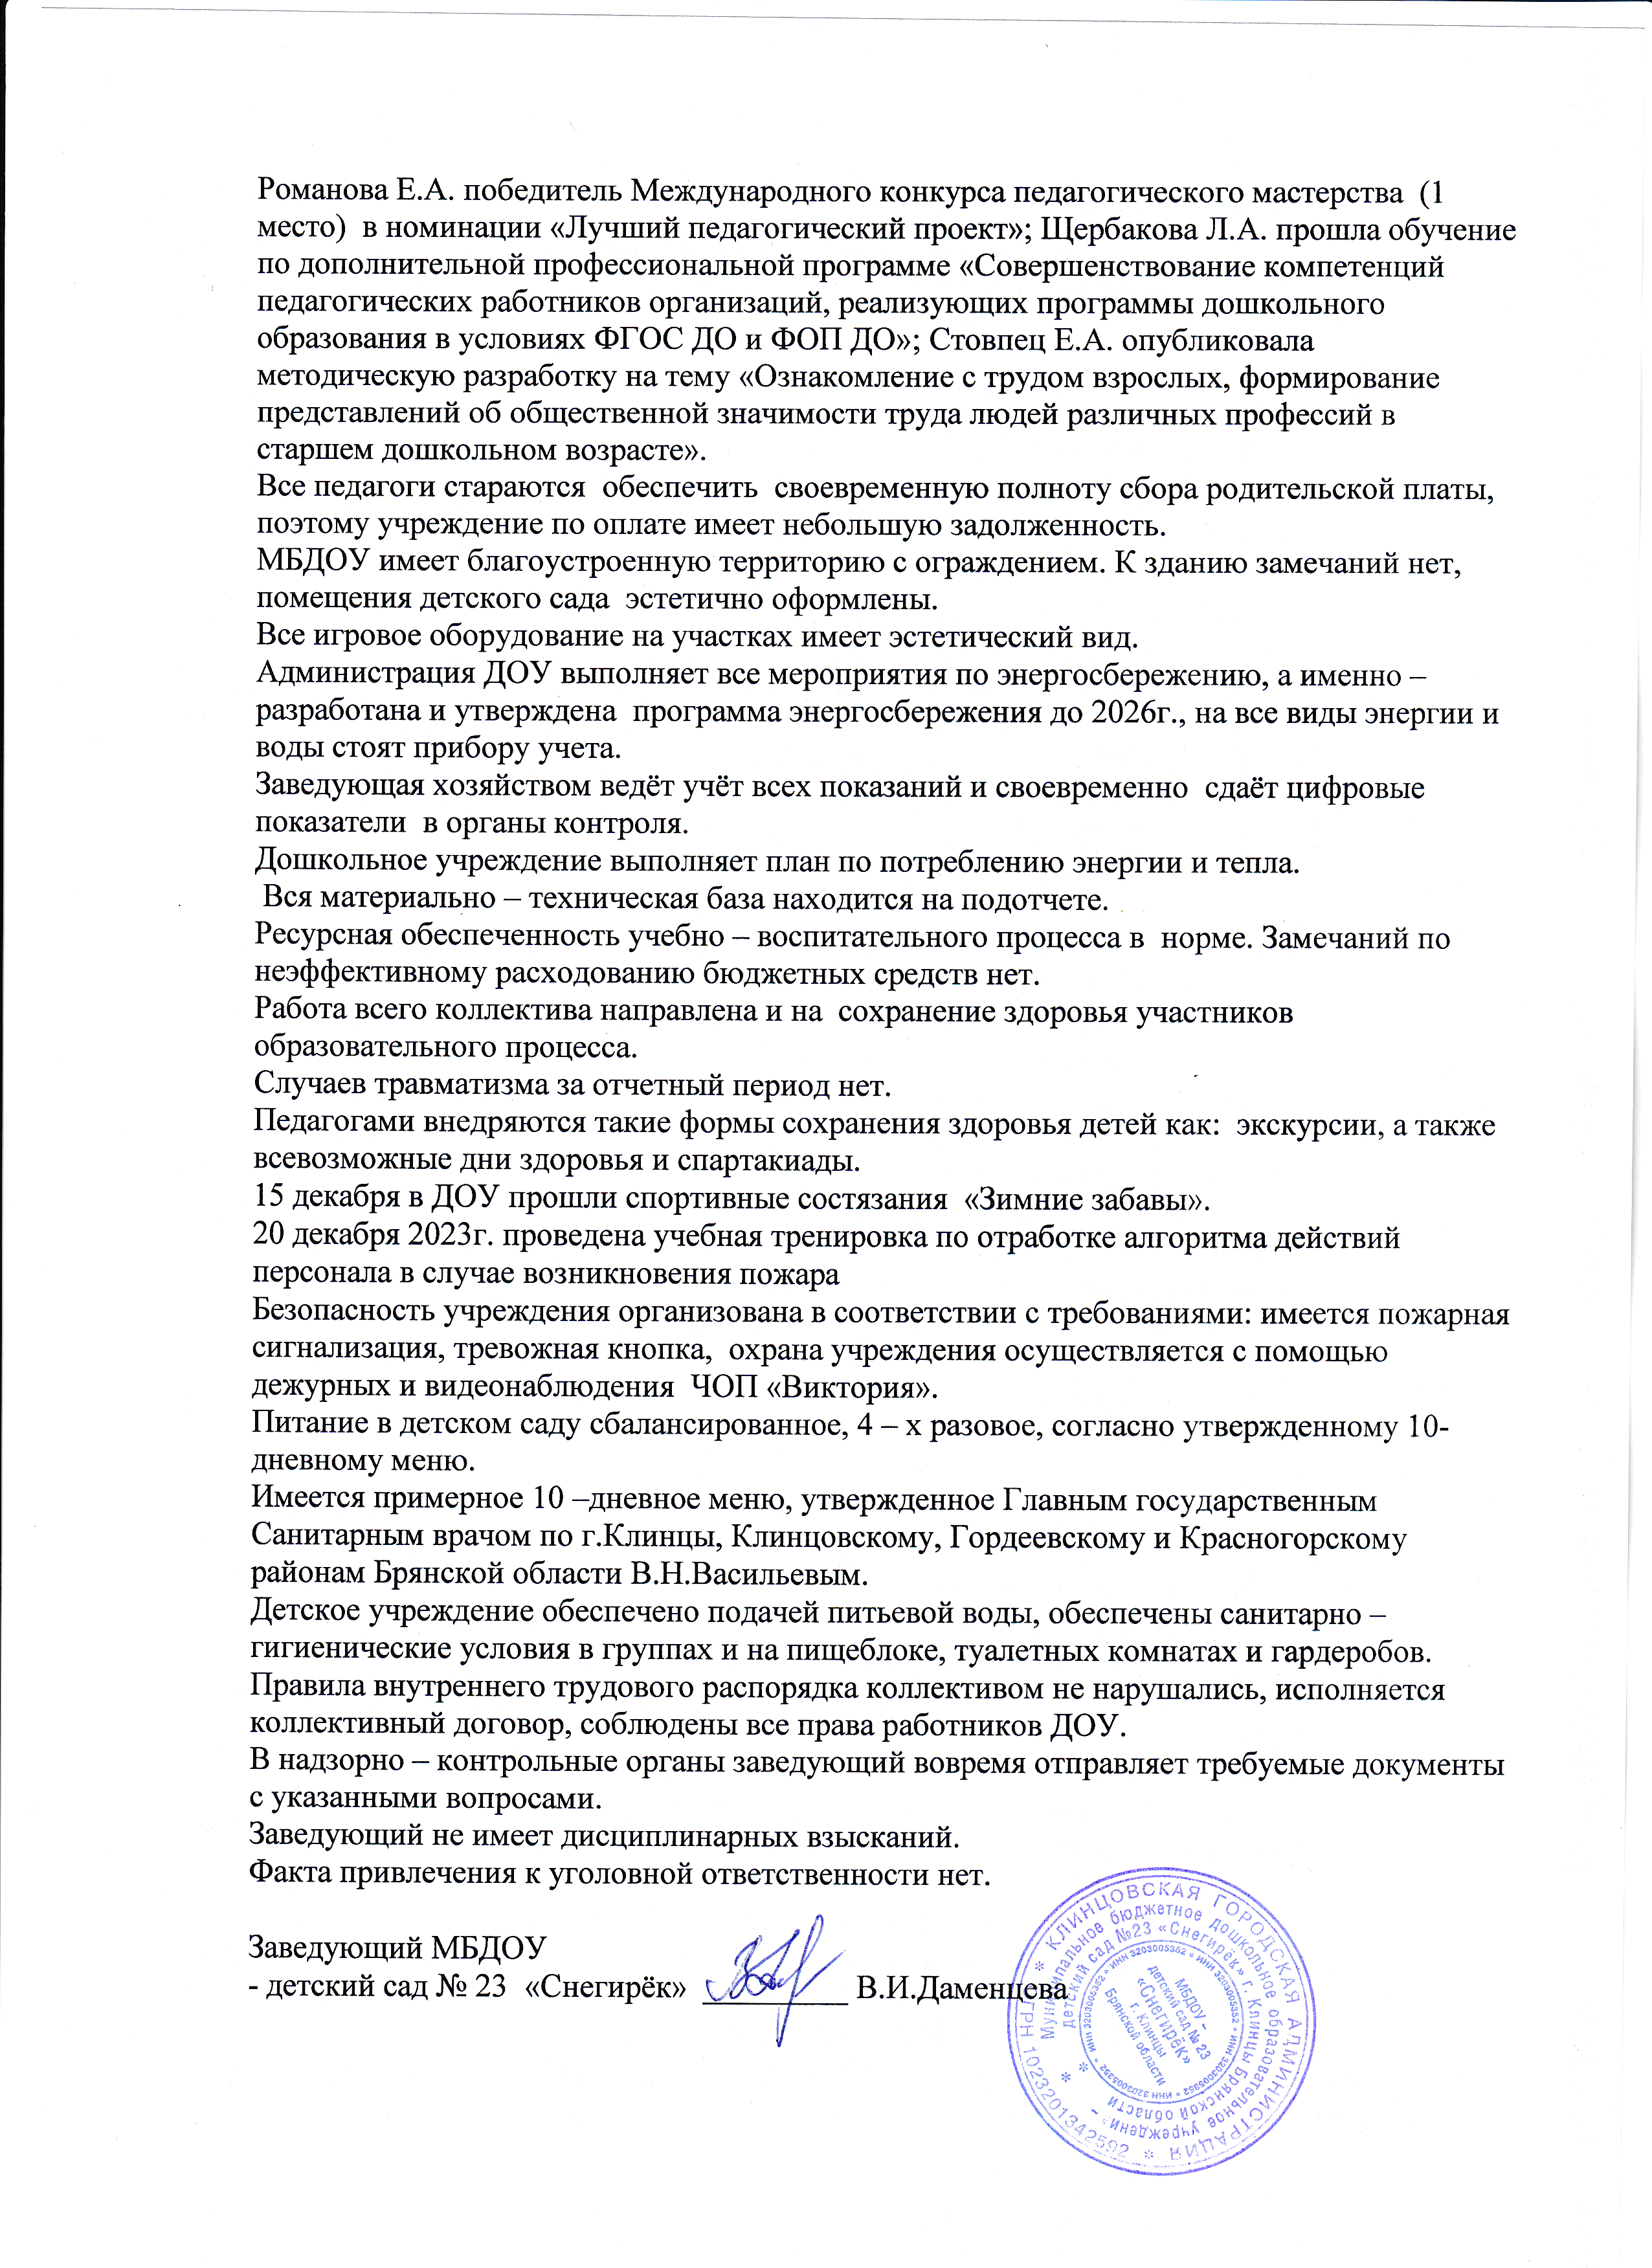 Романова Е.А. победитель Международного конкурса педагогического мастерства  (1
место)  в номинации «Лучший педагогический проект»; Щербакова Л.А. прошла обучение
по дополнительной профессиональной программе «Совершенствование компетенций
педагогических работников организаций, реализующих программы дошкольного
образования в условиях ФГОС ДО и ФОП ДО»; Стовпец Е.А. опубликовала
методическую разработку на тему «Ознакомление с трудом взрослых, формирование
представлений об общественной значимости труда людей различных профессий в
старшем дошкольном возрасте».
Все педагоги стараются  обеспечить  своевременную полноту сбора родительской платы,
поэтому учреждение по оплате имеет небольшую задолженность.
МБДОУ имеет благоустроенную территорию с ограждением. К зданию замечаний нет,
помещения детского сада  эстетично оформлены.
Все игровое оборудование на участках имеет эстетический вид.
Администрация ДОУ выполняет все мероприятия по энергосбережению, а именно –
разработана и утверждена  программа энергосбережения до 2026г., на все виды энергии и
воды стоят прибору учета.
Заведующая хозяйством ведёт учёт всех показаний и своевременно  сдаёт цифровые
показатели  в органы контроля.
Дошкольное учреждение выполняет план по потреблению энергии и тепла.
Вся материально – техническая база находится на подотчете.
Ресурсная обеспеченность учебно – воспитательного процесса в  норме. Замечаний по
неэффективному расходованию бюджетных средств нет.
Работа всего коллектива направлена и на  сохранение здоровья участников
образовательного процесса.
Случаев травматизма за отчетный период нет.
Педагогами внедряются такие формы сохранения здоровья детей как:  экскурсии, а также
всевозможные дни здоровья и спартакиады.
15 декабря в ДОУ прошли спортивные состязания  «Зимние забавы».
20 декабря 2023г. проведена учебная тренировка по отработке алгоритма действий
персонала в случае возникновения пожара
Безопасность учреждения организована в соответствии с требованиями: имеется пожарная
сигнализация, тревожная кнопка,  охрана учреждения осуществляется с помощью
дежурных и видеонаблюдения  ЧОП «Виктория».
Питание в детском саду сбалансированное, 4 – х разовое, согласно утвержденному 10-
дневному меню.
Имеется примерное 10 –дневное меню, утвержденное Главным государственным
Санитарным врачом по г.Клинцы, Клинцовскому, Гордеевскому и Красногорскому
районам Брянской области В.Н.Васильевым.
Детское учреждение обеспечено подачей питьевой воды, обеспечены санитарно –
гигиенические условия в группах и на пищеблоке, туалетных комнатах и гардеробов.
Правила внутреннего трудового распорядка коллективом не нарушались, исполняется
коллективный договор, соблюдены все права работников ДОУ.
В надзорно – контрольные органы заведующий вовремя отправляет требуемые документы
с указанными вопросами.
Заведующий не имеет дисциплинарных взысканий.
Факта привлечения к уголовной ответственности нет.
Заведующий МБДОУ
- детский сад № 23  «Снегирёк» _________ В.И.Даменцева
* КЛИНЦОВСКАЯ ГОРОДСКАЯ АДМИНИСТРАЦИЯ * ОГРН 1023201342592
Муниципальное бюджетное дошкольное образовательное учреждение -
детский сад №23 «Снегирёк» г. Клинцы Брянской области *
ИНН 3203005352 * ИНН 3203005352 * ИНН 3203005352 * ИНН 3203005352 * ИНН 3203005352
МБДОУ -
детский сад № 23
«Снегирёк»
г. Клинцы
Брянской области